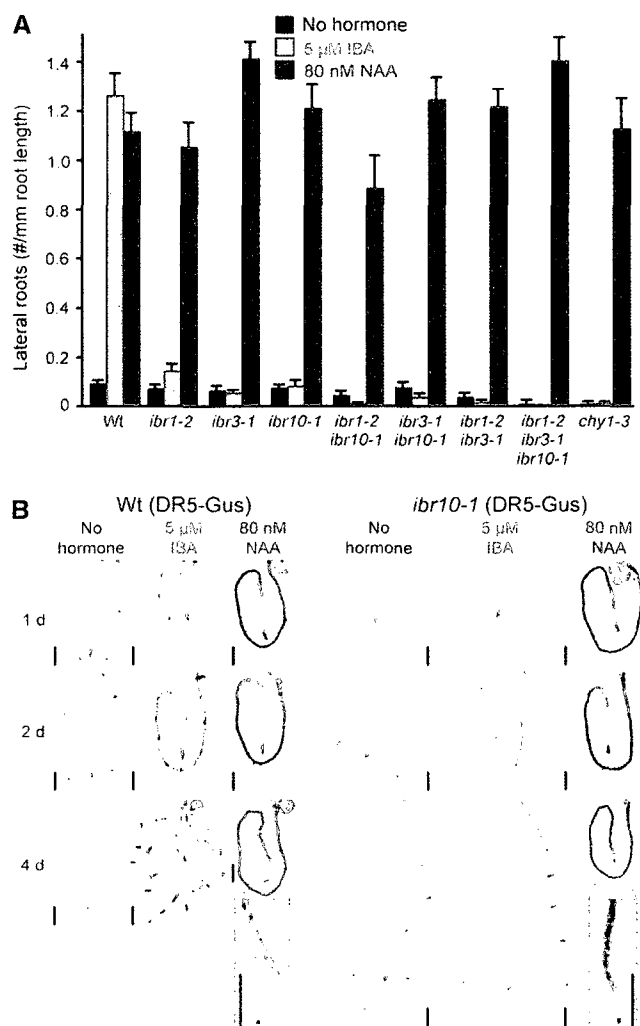 A
No hormone
5 µM IBA
80 nM NAA
Lateral roots (#/mm root length)
1.4
1.2
1.0
0.8
0.6
0.4
0.2
0
Wt
ibr1-2
ibr3-1
ibr10-1
ibr1-2
ibr10-1
ibr3-1
ibr10-1
ibr1-2
ibr3-1
ibr1-2
ibr3-1
ibr10-1
chy1-3
B
Wt (DR5-Gus)
ibr10-1 (DR5-Gus)
No hormone
5 µM IBA
80 nM NAA
No hormone
5 µM IBA
80 nM NAA
1 d
2 d
4 d